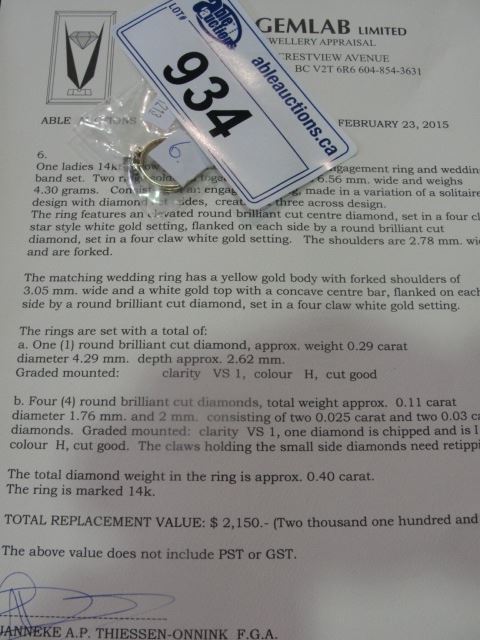 GEMLAB LIMITED
JEWELLERY APPRAISAL
CRESTVIEW AVENUE
BC V2T 6R6 604-854-3631
LOT#
Able Auctions
934
ableauctions.ca
1213
6.
ABLE AUCTIONS
FEBRUARY 23, 2015
6.
One ladies 14kt engagement ring and wedding
band set. Two 6.56 mm. wide and weighs
4.30 grams. made in a variation of a solitaire
design with three across design.
The ring features an elevated round brilliant cut centre diamond, set in a four cl
star style white gold setting, flanked on each side by a round brilliant cut
diamond, set in a four claw white gold setting. The shoulders are 2.78 mm. wi
and are forked.
The matching wedding ring has a yellow gold body with forked shoulders of
3.05 mm. wide and a white gold top with a concave centre bar, flanked on each
side by a round brilliant cut diamond, set in a four claw white gold setting.
The rings are set with a total of:
a. One (1) round brilliant cut diamond, approx. weight 0.29 carat
diameter 4.29 mm. depth approx. 2.62 mm.
Graded mounted: clarity VS 1, colour H, cut good
b. Four (4) round brilliant cut diamonds, total weight approx. 0.11 carat
diameter 1.76 mm. and 2 mm. consisting of two 0.025 carat and two 0.03 ca
diamonds. Graded mounted: clarity VS 1, one diamond is chipped and is I
colour H, cut good. The claws holding the small side diamonds need retippi
The total diamond weight in the ring is approx. 0.40 carat.
The ring is marked 14k.
TOTAL REPLACEMENT VALUE: $ 2,150.- (Two thousand one hundred and
The above value does not include PST or GST.
JANNEKE A.P. THIESSEN-ONNINK F.G.A.